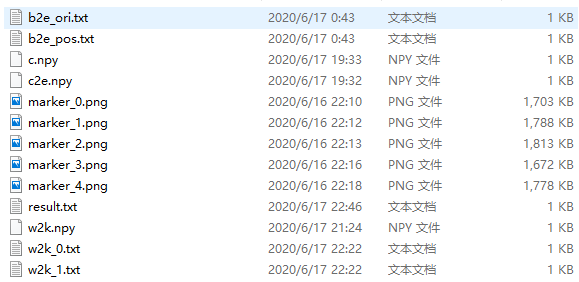 b2e_ori.txt 2020/6/17 0:43 文本文档 1 KB
b2e_pos.txt 2020/6/17 0:43 文本文档 1 KB
c.npy 2020/6/17 19:33 NPY 文件 1 KB
c2e.npy 2020/6/17 19:32 NPY 文件 1 KB
marker_0.png 2020/6/16 22:10 PNG 文件 1,703 KB
marker_1.png 2020/6/16 22:12 PNG 文件 1,788 KB
marker_2.png 2020/6/16 22:13 PNG 文件 1,813 KB
marker_3.png 2020/6/16 22:16 PNG 文件 1,672 KB
marker_4.png 2020/6/16 22:18 PNG 文件 1,778 KB
result.txt 2020/6/17 22:46 文本文档 1 KB
w2k.npy 2020/6/17 21:24 NPY 文件 1 KB
w2k_0.txt 2020/6/17 22:22 文本文档 1 KB
w2k_1.txt 2020/6/17 22:22 文本文档 1 KB